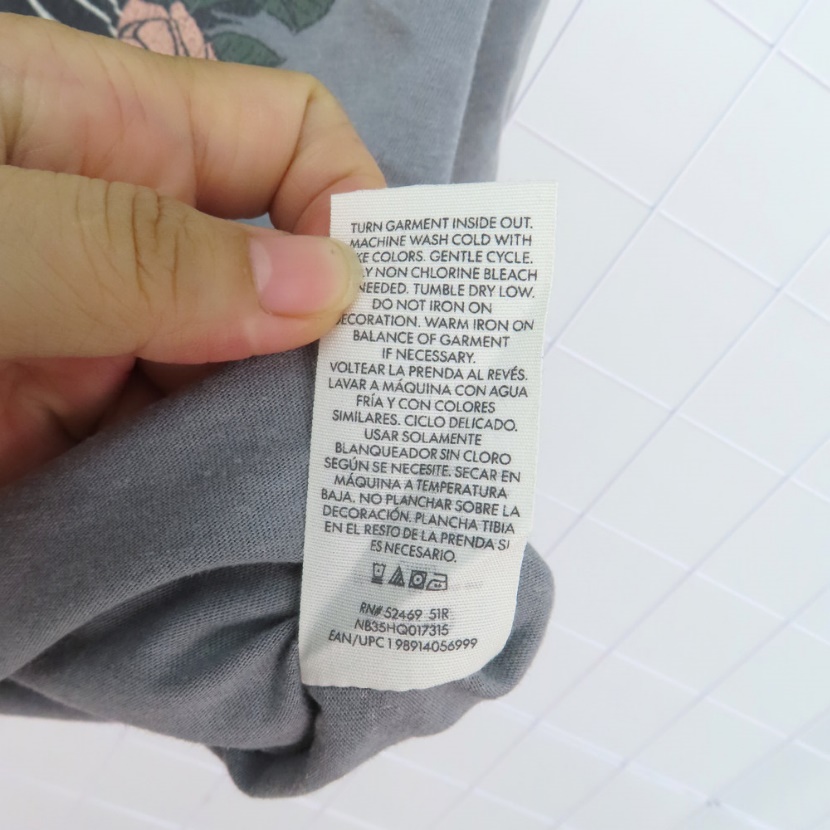 TURN GARMENT INSIDE OUT.
MACHINE WASH COLD WITH
COLORS. GENTLE CYCLE.
NON CHLORINE BLEACH
NEEDED. TUMBLE DRY LOW.
DO NOT IRON ON
DECORATION. WARM IRON ON
BALANCE OF GARMENT
IF NECESSARY.
VOLTEAR LA PRENDA AL REVÉS.
LAVAR A MÁQUINA CON AGUA
FRÍA Y CON COLORES
SIMILARES. CICLO DELICADO.
USAR SOLAMENTE
BLANQUEADOR SIN CLORO
SEGÚN SE NECESITE. SECAR EN
MÁQUINA A TEMPERATURA
BAJA. NO PLANCHAR SOBRE LA
DECORACIÓN. PLANCHA TIBIA
EN EL RESTO DE LA PRENDA SI
ES NECESARIO.
RN# 52469 51R
NB35HQ017315
EAN/UPC 198914056999